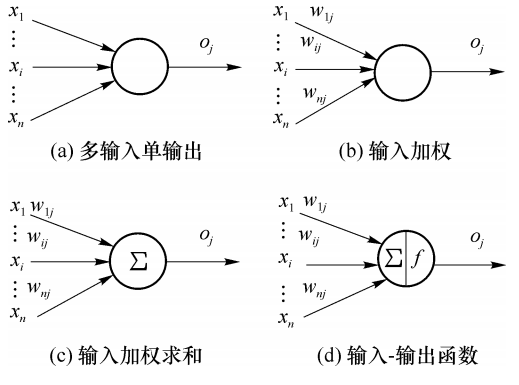 x1
⋮
xi
⋮
xn
oj
(a) 多输入单输出
x1 w1j
⋮ wij
xi
⋮ wnj
xn
oj
(b) 输入加权
x1 w1j
⋮ wij
xi
⋮ wnj
xn
Σ
oj
(c) 输入加权求和
x1 w1j
⋮ wij
xi
⋮ wnj
xn
Σ f
oj
(d) 输入-输出函数